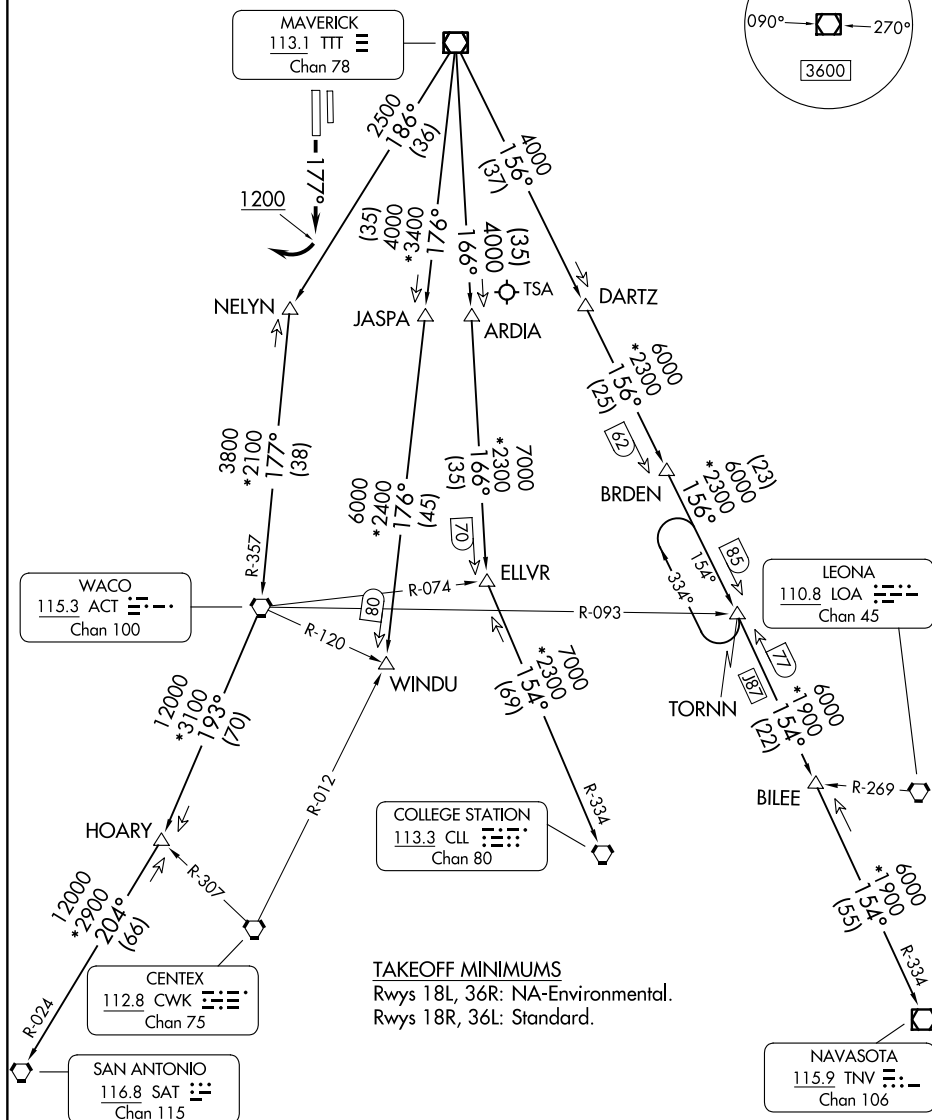 MAVERICK
113.1 TTT
Chan 78
090°
270°
3600
2500
186°
(36)
4000
156°
(37)
177°
1200
(35)
4000
*3400
176°
(35)
4000
166°
TSA
NELYN
JASPA
ARDIA
DARTZ
6000
*2300
156°
(25)
3800
*2100
177°
(38)
6000
*2400
176°
(45)
7000
*2300
166°
(35)
62
BRDEN
(23)
6000
*2300
156°
70
154°
334°
85
R-357
WACO
115.3 ACT
Chan 100
R-074
ELLVR
80
R-093
R-120
WINDU
LEONA
110.8 LOA
Chan 45
TORNN
77
J87
6000
*1900
154°
(22)
12000
*3100
193°
(70)
7000
*2300
154°
(69)
R-012
BILEE
R-269
HOARY
COLLEGE STATION
113.3 CLL
Chan 80
R-334
R-307
12000
*2900
204°
(66)
6000
*1900
154°
(55)
R-334
CENTEX
112.8 CWK
Chan 75
TAKEOFF MINIMUMS
Rwys 18L, 36R: NA-Environmental.
Rwys 18R, 36L: Standard.
R-024
SAN ANTONIO
116.8 SAT
Chan 115
NAVASOTA
115.9 TNV
Chan 106